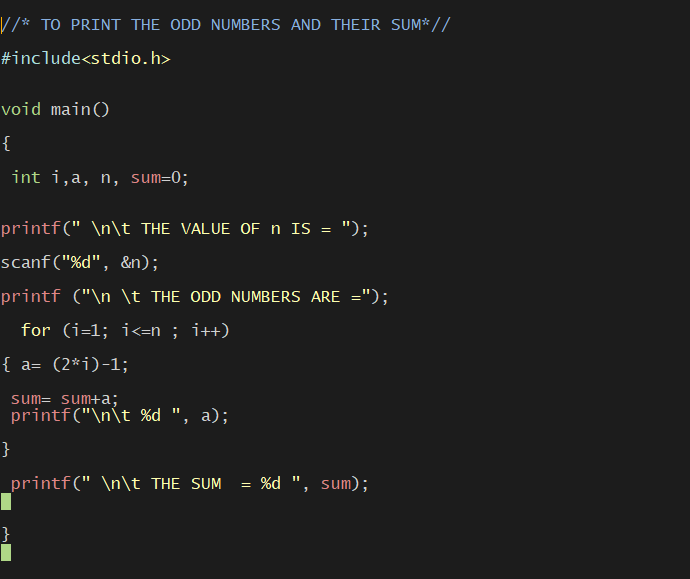 //* TO PRINT THE ODD NUMBERS AND THEIR SUM*//
#include<stdio.h>
void main()
{
int i,a, n, sum=0;
printf(" \n\t THE VALUE OF n IS = ");
scanf("%d", &n);
printf ("\n \t THE ODD NUMBERS ARE =");
for (i=1; i<=n ; i++)
{ a= (2*i)-1;
sum= sum+a;
printf("\n\t %d ", a);
}
printf(" \n\t THE SUM  = %d ", sum);
}